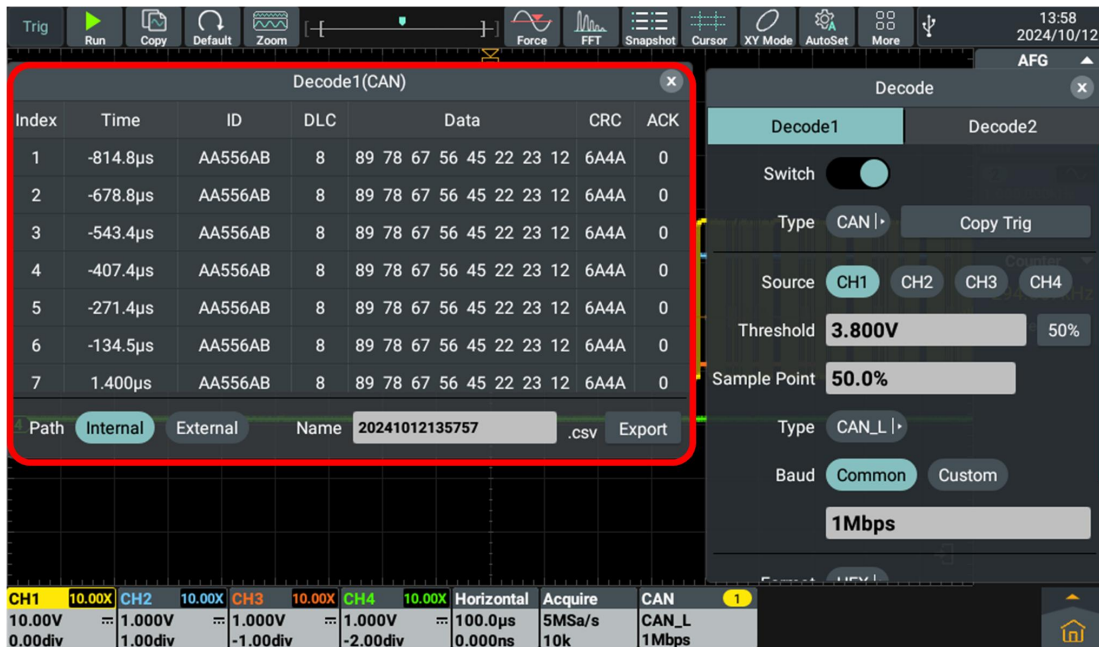 Trig Run Copy Default Zoom Force FFT Snapshot Cursor XY Mode AutoSet More 13:58
2024/10/12
AFG
Decode1(CAN)
Index Time ID DLC Data CRC ACK
1 -814.8µs AA556AB 8 89 78 67 56 45 22 23 12 6A4A 0
2 -678.8µs AA556AB 8 89 78 67 56 45 22 23 12 6A4A 0
3 -543.4µs AA556AB 8 89 78 67 56 45 22 23 12 6A4A 0
4 -407.4µs AA556AB 8 89 78 67 56 45 22 23 12 6A4A 0
5 -271.4µs AA556AB 8 89 78 67 56 45 22 23 12 6A4A 0
6 -134.5µs AA556AB 8 89 78 67 56 45 22 23 12 6A4A 0
7 1.400µs AA556AB 8 89 78 67 56 45 22 23 12 6A4A 0
4 Path Internal External Name 20241012135757 .csv Export
Decode
Decode1 Decode2
Switch
Type CAN Copy Trig
Counter
Source CH1 CH2 CH3 CH4
Threshold 3.800V 50%
Sample Point 50.0%
Type CAN_L
Baud Common Custom
1Mbps
Format HEX
CH1 10.00X CH2 10.00X CH3 10.00X CH4 10.00X Horizontal Acquire CAN 1
10.00V 1.000V 1.000V 1.000V 100.0µs 5MSa/s CAN_L
0.00div 1.00div -1.00div -2.00div 0.000ns 10k 1Mbps